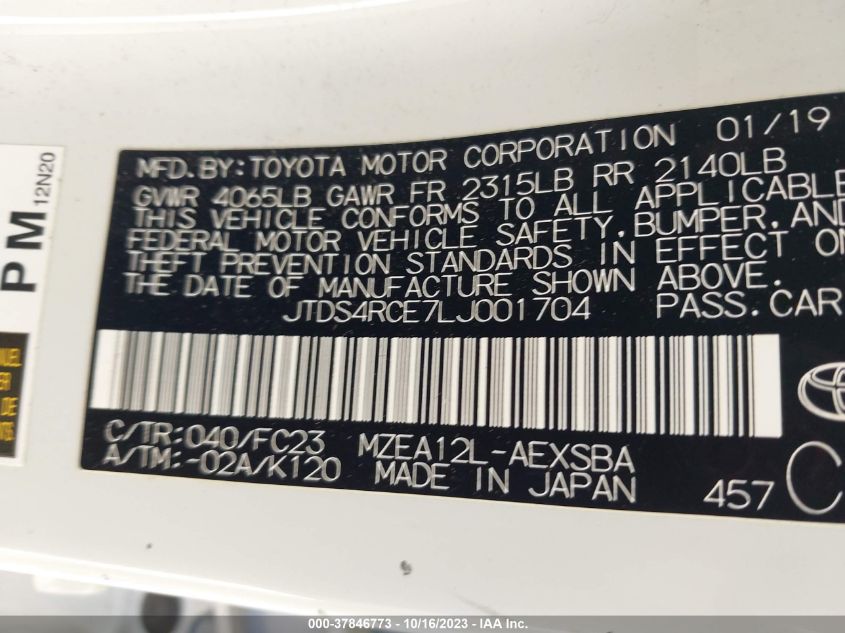 MFD.BY:TOYOTA MOTOR CORPORATION 01/19
GVWR 4065LB GAWR FR 2315LB RR 2140LB
THIS VEHICLE CONFORMS TO ALL APPLICABLE
FEDERAL MOTOR VEHICLE SAFETY,BUMPER,AND
THEFT PREVENTION STANDARDS IN EFFECT ON
THE DATE OF MANUFACTURE SHOWN ABOVE.
JTDS4RCE7LJ001704 PASS.CAR
C/TR:040/FC23 MZEA12L-AEXSBA
A/TM:-02A/K120 MADE IN JAPAN
457 C
PM
12N20
DE
000-37846773 - 10/16/2023 - IAA Inc.